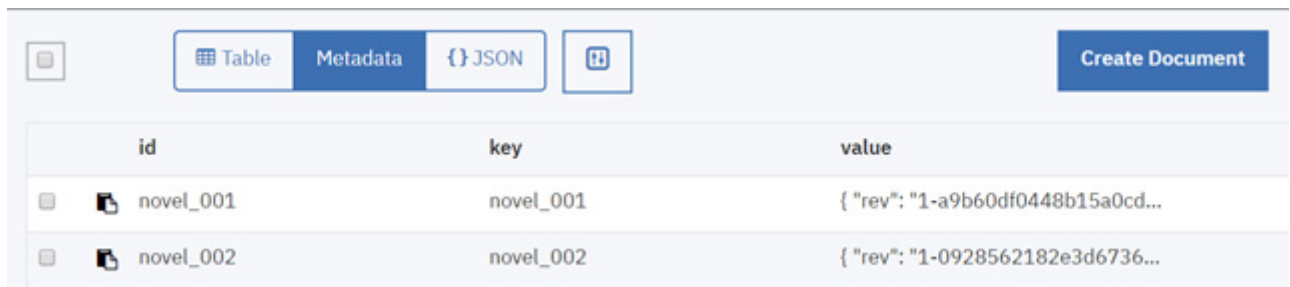 Table Metadata {} JSON Create Document
id key value
novel_001 novel_001 { "rev": "1-a9b60df0448b15a0cd...
novel_002 novel_002 { "rev": "1-0928562182e3d6736...